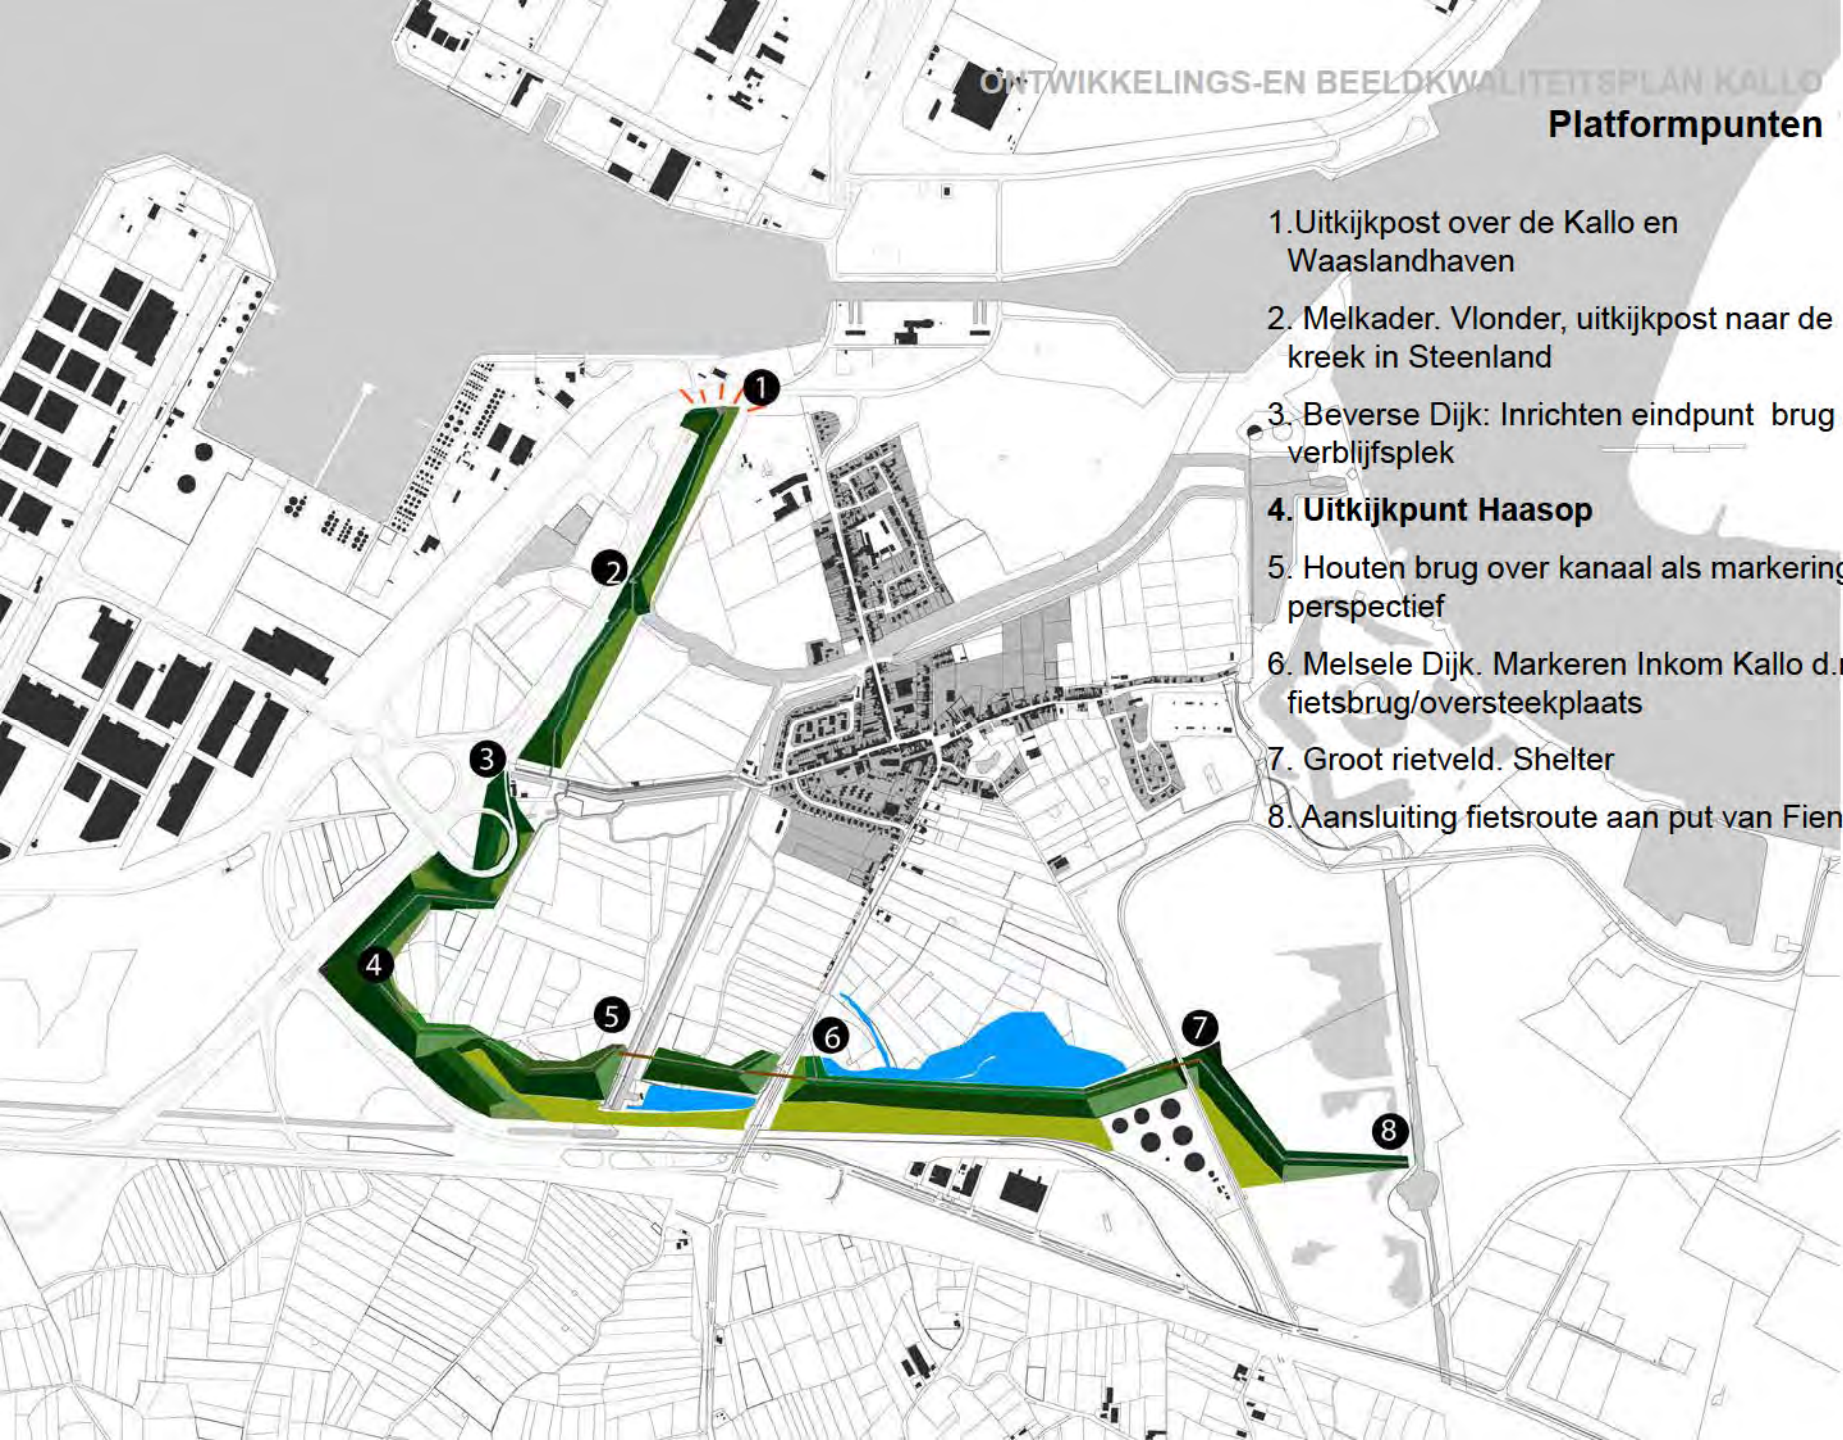 ONTWIKKELINGS-EN BEELDKWALITEITSPLAN KALLO
Platformpunten
1.Uitkijkpost over de Kallo en
Waaslandhaven
2. Melkader. Vlonder, uitkijkpost naar de
kreek in Steenland
3. Beverse Dijk: Inrichten eindpunt brug
verblijfsplek
4. Uitkijkpunt Haasop
5. Houten brug over kanaal als markering
perspectief
6. Melsele Dijk. Markeren Inkom Kallo
fietsbrug/oversteekplaats
7. Groot rietveld. Shelter
8. Aansluiting fietsroute aan put van Fien
1
2
3
4
5
6
7
8